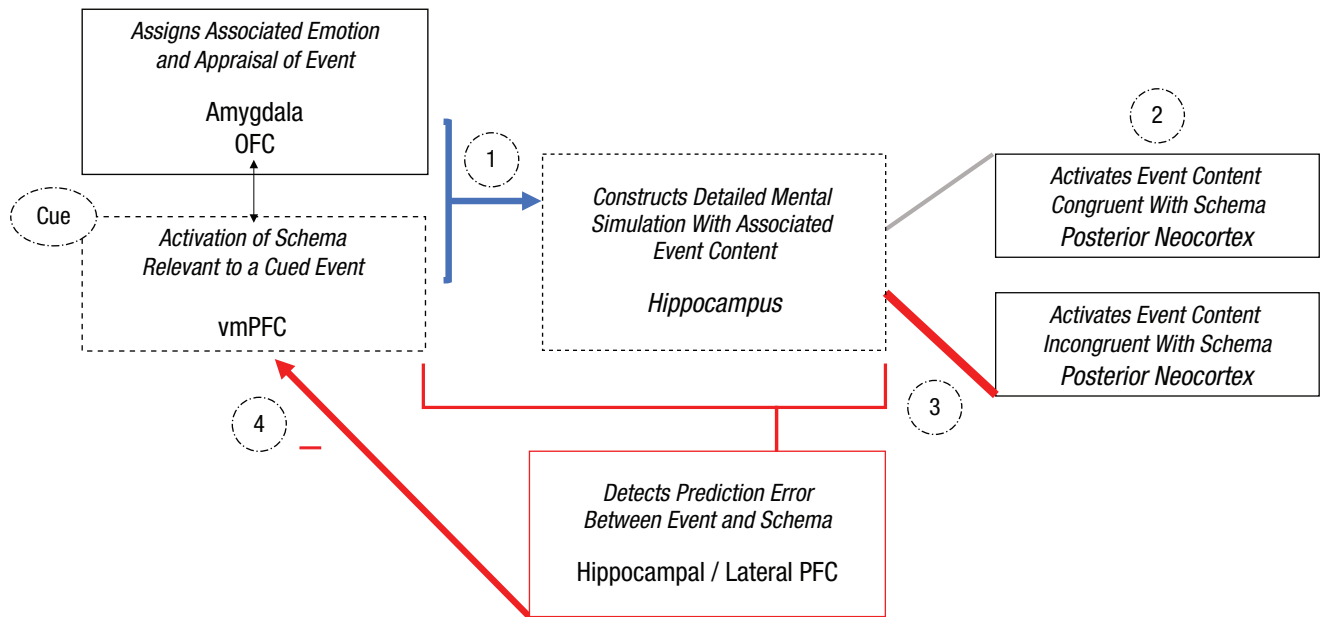 Assigns Associated Emotion
and Appraisal of Event
Amygdala
OFC
Cue
Activation of Schema
Relevant to a Cued Event
vmPFC
1
Constructs Detailed Mental
Simulation With Associated
Event Content
Hippocampus
2
Activates Event Content
Congruent With Schema
Posterior Neocortex
Activates Event Content
Incongruent With Schema
Posterior Neocortex
3
4
Detects Prediction Error
Between Event and Schema
Hippocampal / Lateral PFC